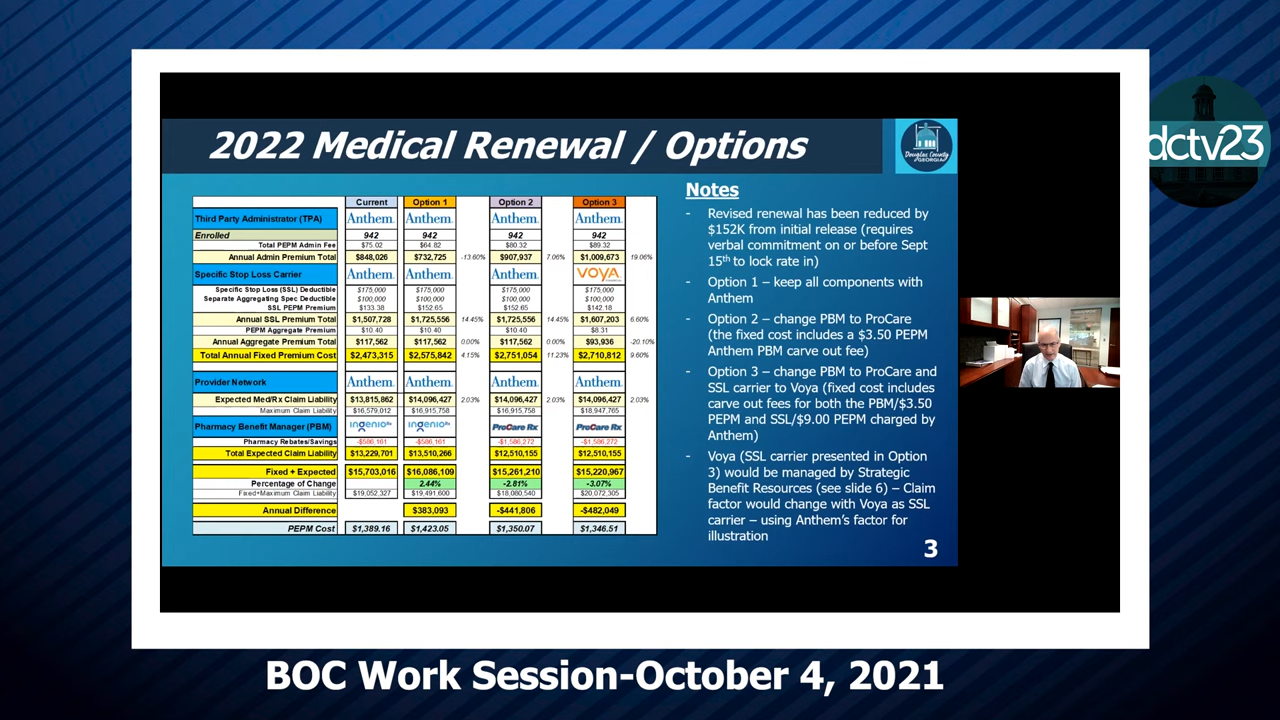 2022 Medical Renewal / Options
Douglas County
GEORGIA
dctv23
Current Option 1 Option 2 Option 3
Third Party Administrator (TPA) Anthem. Anthem. Anthem. Anthem.
Enrolled 942 942 942 942
Total PEPM Admin Fee $75.02 $64.82 $80.32 $89.32
Annual Admin Premium Total $848,026 $732,725 -13.60% $907,937 7.06% $1,009,673 19.06%
Specific Stop Loss Carrier Anthem. Anthem. Anthem. VOYA
Specific Stop Loss (SSL) Deductible $175,000 $175,000 $175,000 $175,000
Separate Aggregating Spec Deductible $100,000 $100,000 $100,000 $100,000
SSL PEPM Premium $133.38 $152.65 $152.65 $142.18
Annual SSL Premium Total $1,507,728 $1,725,556 14.45% $1,725,556 14.45% $1,607,203 6.60%
PEPM Aggregate Premium $10.40 $10.40 $10.40 $8.31
Annual Aggregate Premium Total $117,562 $117,562 0.00% $117,562 0.00% $93,936 -20.10%
Total Annual Fixed Premium Cost $2,473,315 $2,575,842 4.15% $2,751,054 11.23% $2,710,812 9.60%
Provider Network Anthem. Anthem. Anthem. Anthem.
Expected Med/Rx Claim Liability $13,815,862 $14,096,427 2.03% $14,096,427 2.03% $14,096,427 2.03%
Maximum Claim Liability $16,579,012 $16,915,758 $16,915,758 $18,947,765
Pharmacy Benefit Manager (PBM) ingenioRx ingenioRx ProCare Rx ProCare Rx
Pharmacy Rebates/Savings -$586,161 -$586,161 -$1,586,272 -$1,586,272
Total Expected Claim Liability $13,229,701 $13,510,266 $12,510,155 $12,510,155
Fixed + Expected $15,703,016 $16,086,109 $15,261,210 $15,220,967
Percentage of Change 2.44% -2.81% -3.07%
Fixed+Maximum Claim Liability $19,052,327 $19,491,600 $18,080,540 $20,072,305
Annual Difference $383,093 -$441,806 -$482,049
PEPM Cost $1,389.16 $1,423.05 $1,350.07 $1,346.51
Notes
- Revised renewal has been reduced by
$152K from initial release (requires
verbal commitment on or before Sept
15th to lock rate in)
- Option 1 – keep all components with
Anthem
- Option 2 – change PBM to ProCare
(the fixed cost includes a $3.50 PEPM
Anthem PBM carve out fee)
- Option 3 – change PBM to ProCare and
SSL carrier to Voya (fixed cost includes
carve out fees for both the PBM/$3.50
PEPM and SSL/$9.00 PEPM charged by
Anthem)
- Voya (SSL carrier presented in Option
3) would be managed by Strategic
Benefit Resources (see slide 6) – Claim
factor would change with Voya as SSL
carrier – using Anthem's factor for
illustration
3
BOC Work Session-October 4, 2021